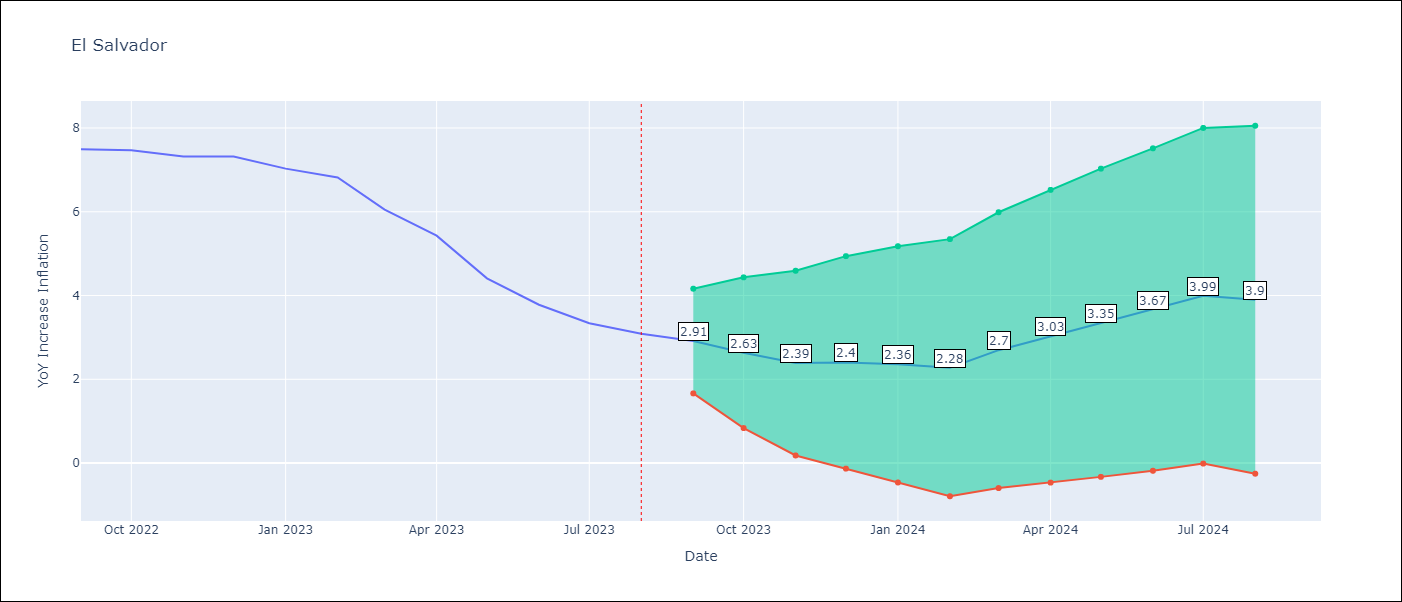 El Salvador
YoY Increase Inflation
8
6
4
2
0
2.91
2.63
2.39
2.4
2.36
2.28
2.7
3.03
3.35
3.67
3.99
3.9
Oct 2022
Jan 2023
Apr 2023
Jul 2023
Oct 2023
Jan 2024
Apr 2024
Jul 2024
Date